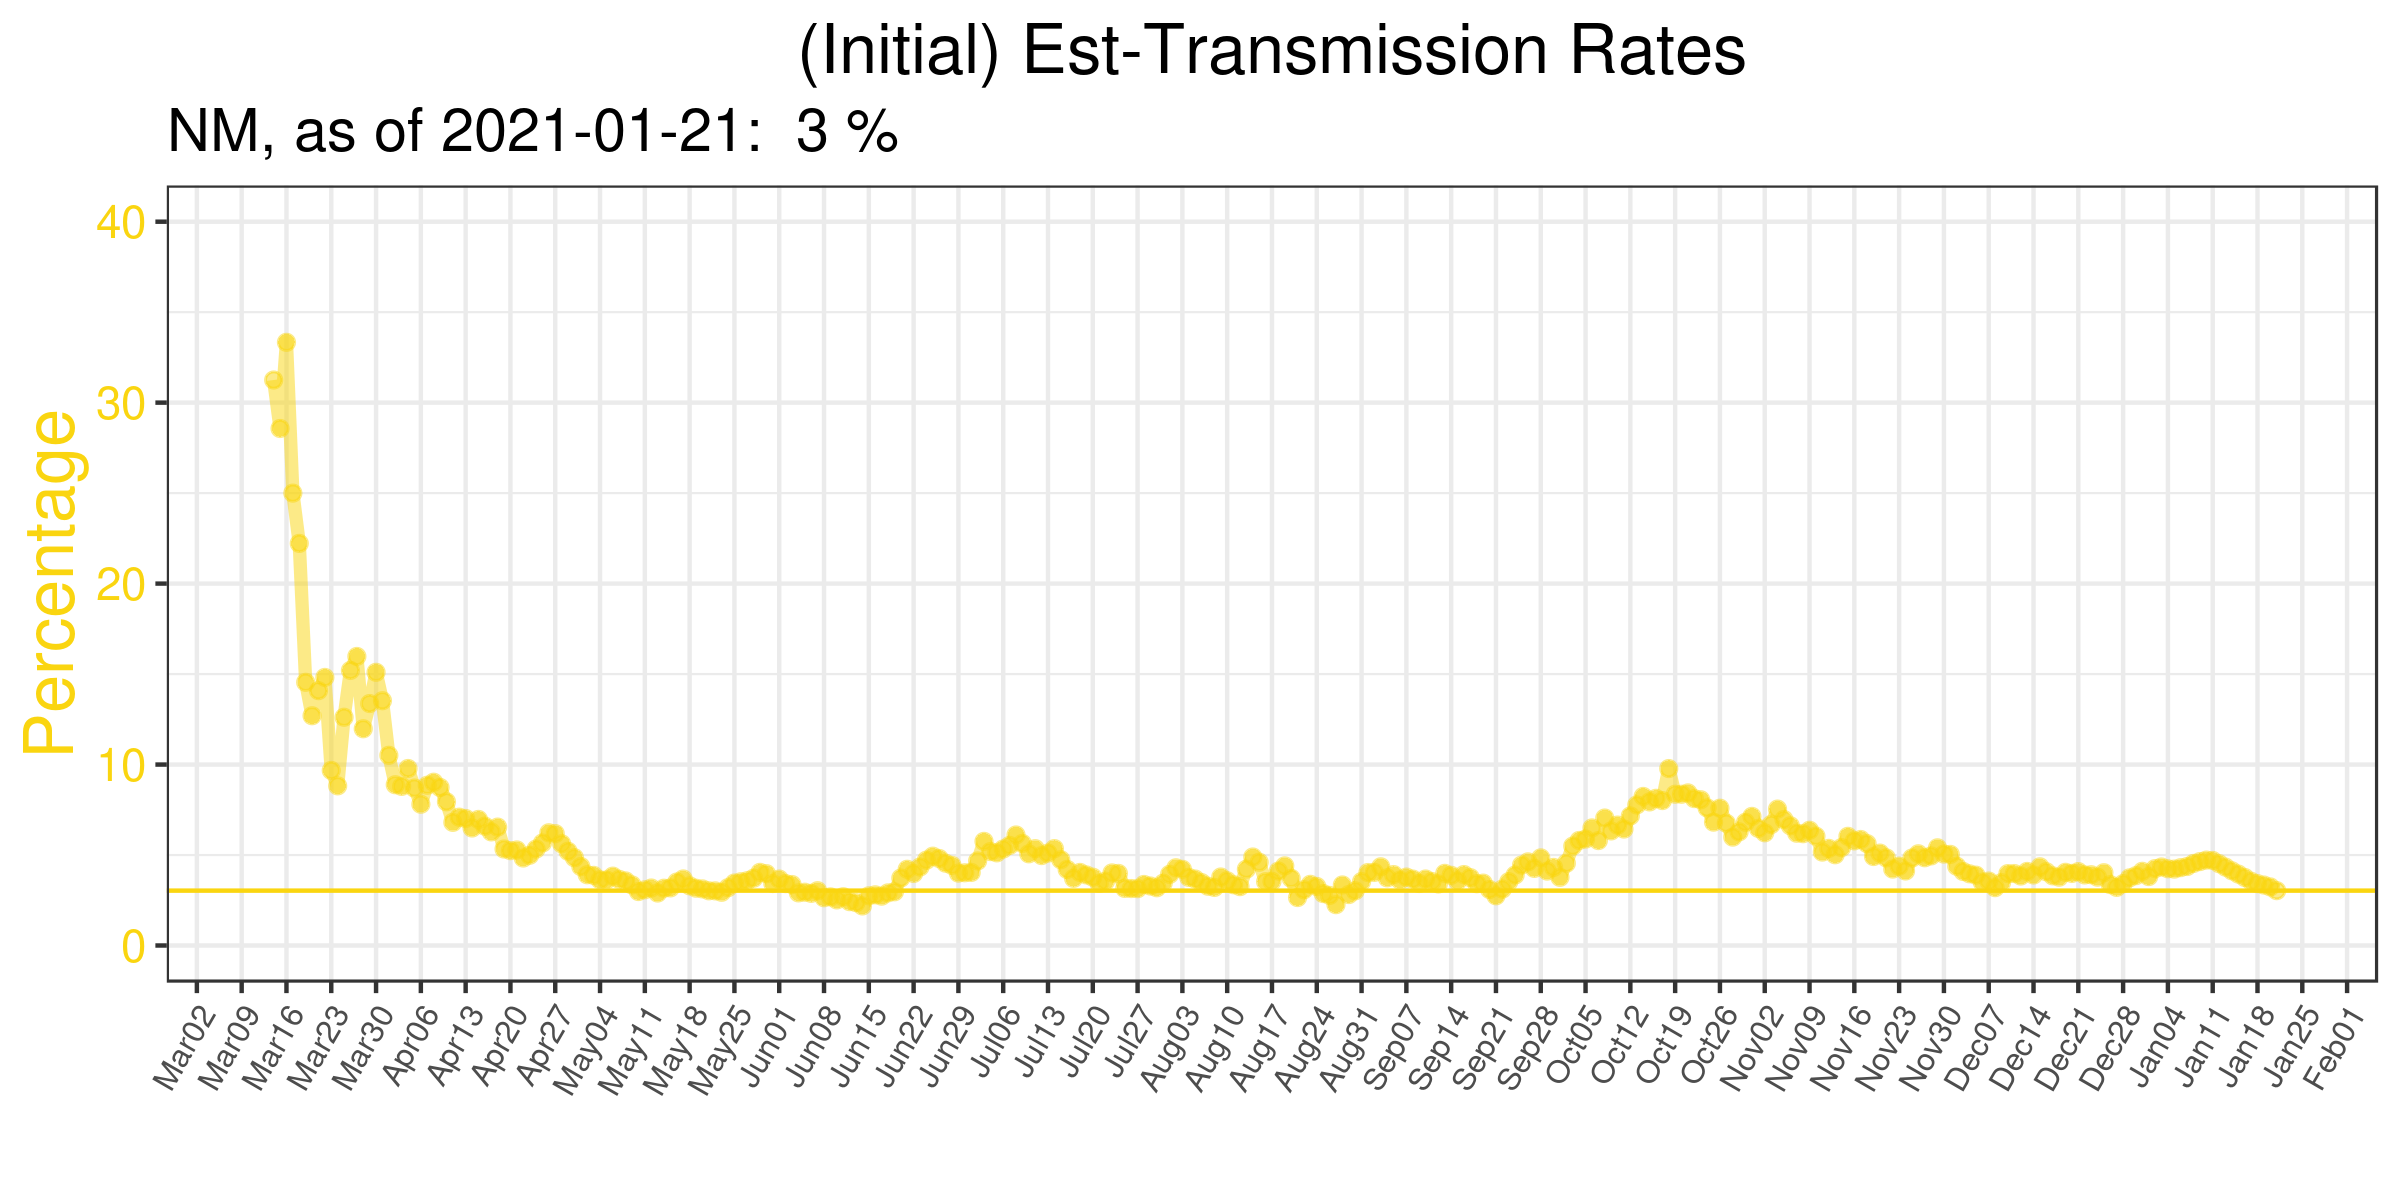 (Initial) Est-Transmission Rates
NM, as of 2021-01-21:  3 %
Percentage
40
30
20
10
0
Mar02
Mar09
Mar16
Mar23
Mar30
Apr06
Apr13
Apr20
Apr27
May04
May11
May18
May25
Jun01
Jun08
Jun15
Jun22
Jun29
Jul06
Jul13
Jul20
Jul27
Aug03
Aug10
Aug17
Aug24
Aug31
Sep07
Sep14
Sep21
Sep28
Oct05
Oct12
Oct19
Oct26
Nov02
Nov09
Nov16
Nov23
Nov30
Dec07
Dec14
Dec21
Dec28
Jan04
Jan11
Jan18
Jan25
Feb01